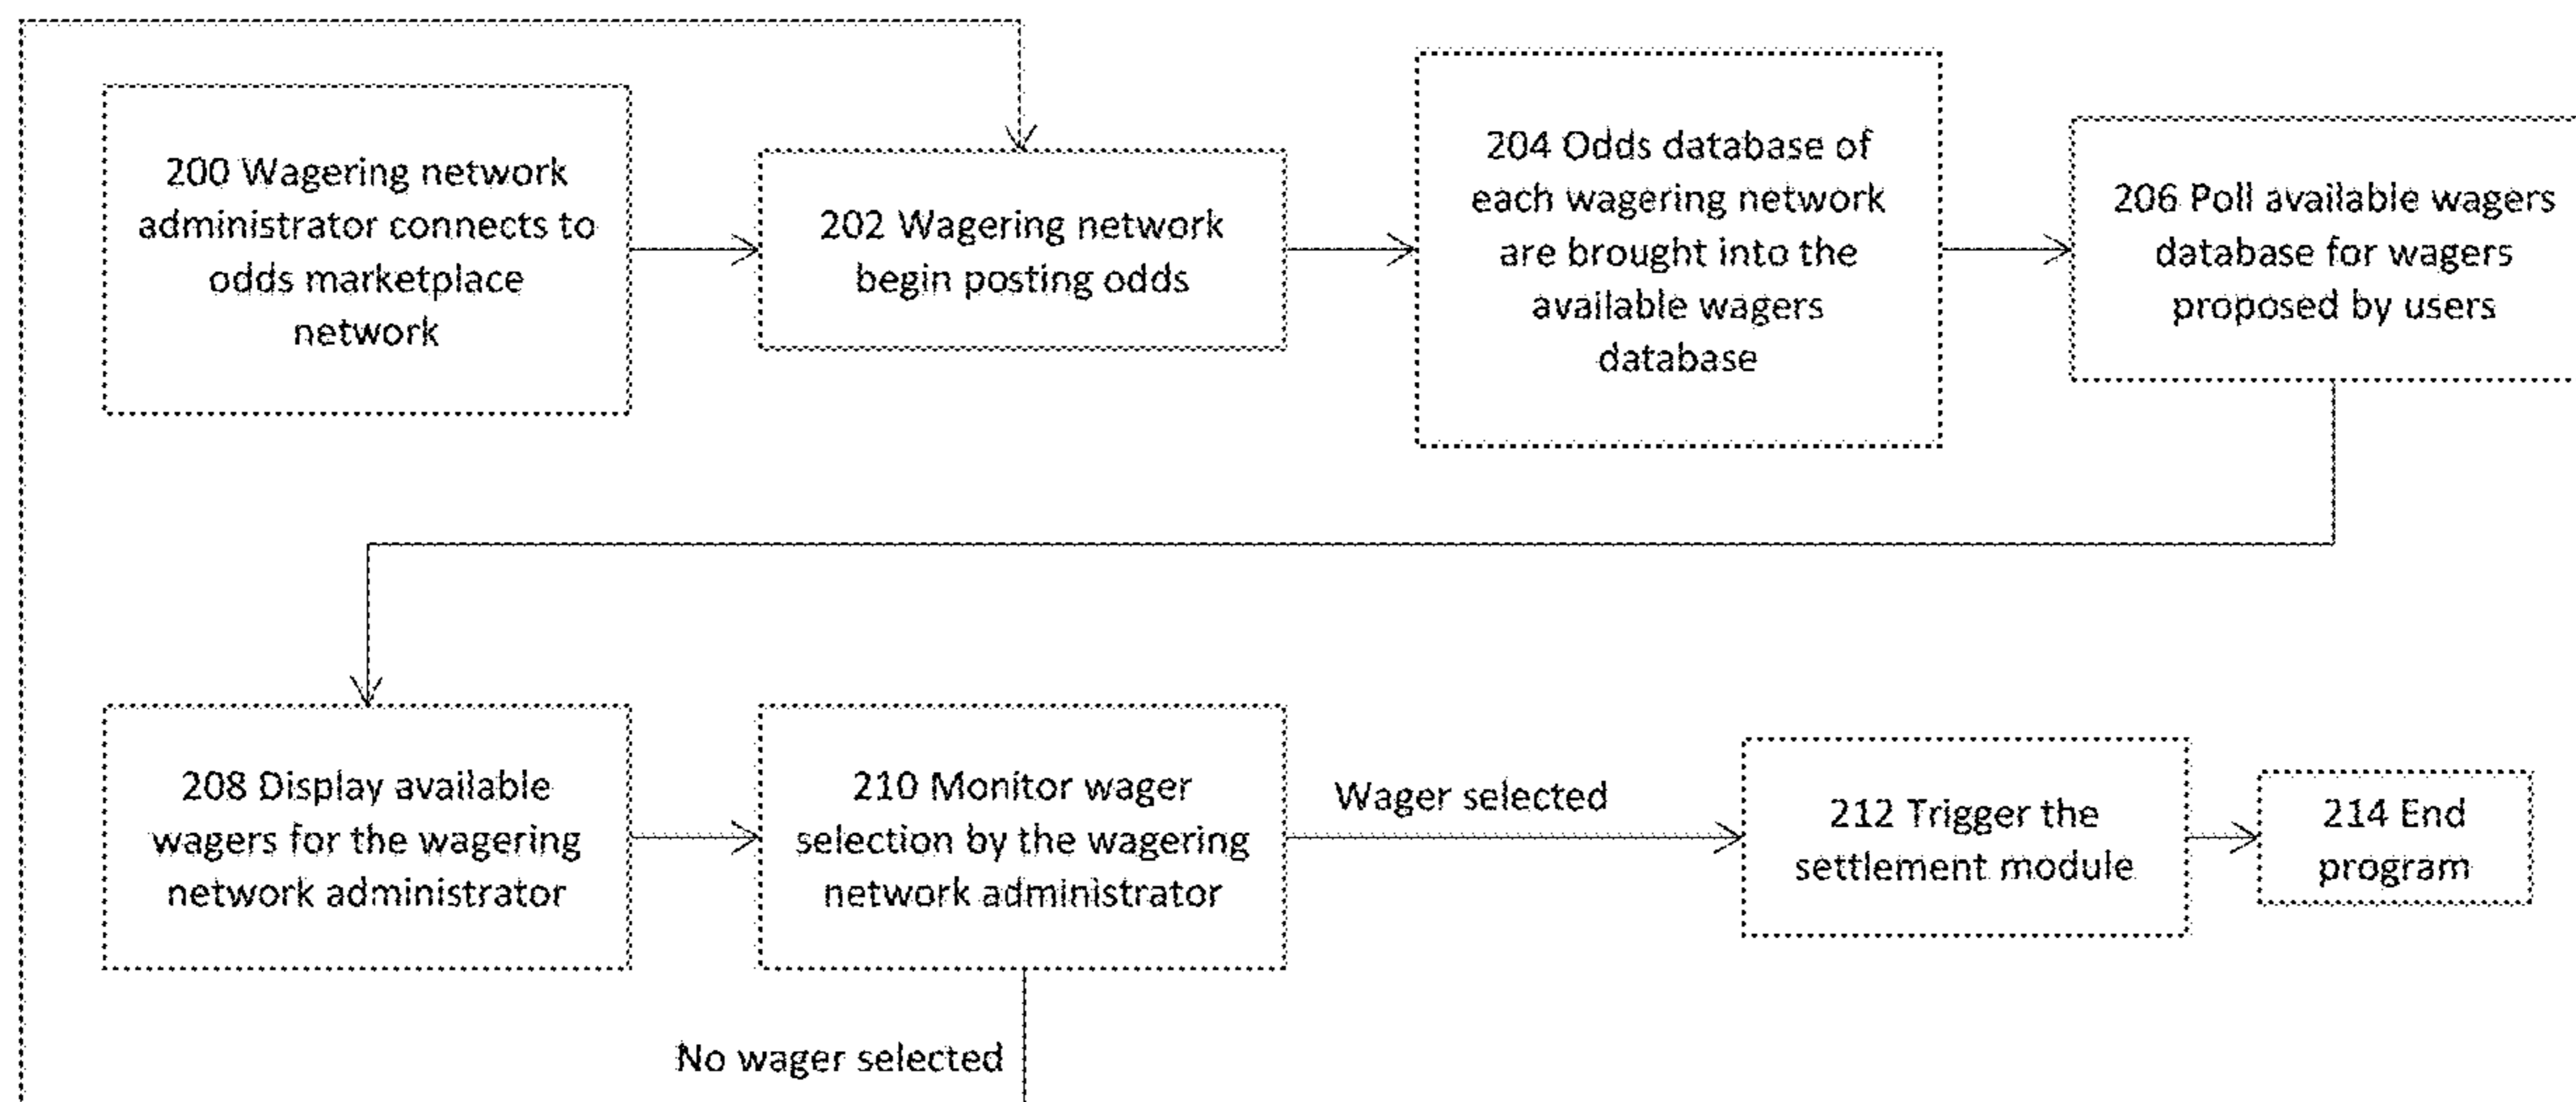 200 Wagering network
administrator connects to
odds marketplace
network
202 Wagering network
begin posting odds
204 Odds database of
each wagering network
are brought into the
available wagers
database
206 Poll available wagers
database for wagers
proposed by users
208 Display available
wagers for the wagering
network administrator
210 Monitor wager
selection by the wagering
network administrator
Wager selected
212 Trigger the
settlement module
214 End
program
No wager selected